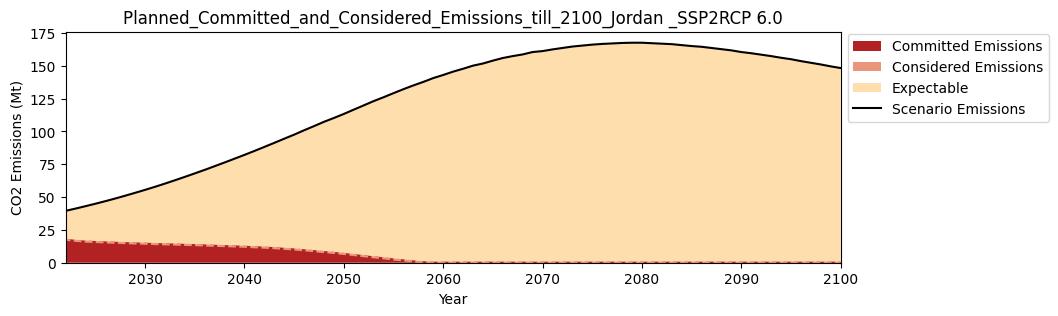 Planned_Committed_and_Considered_Emissions_till_2100_Jordan _SSP2RCP 6.0
CO2 Emissions (Mt)
175
150
125
100
75
50
25
0
2030 2040 2050 2060 2070 2080 2090 2100
Year
Committed Emissions
Considered Emissions
Expectable
Scenario Emissions